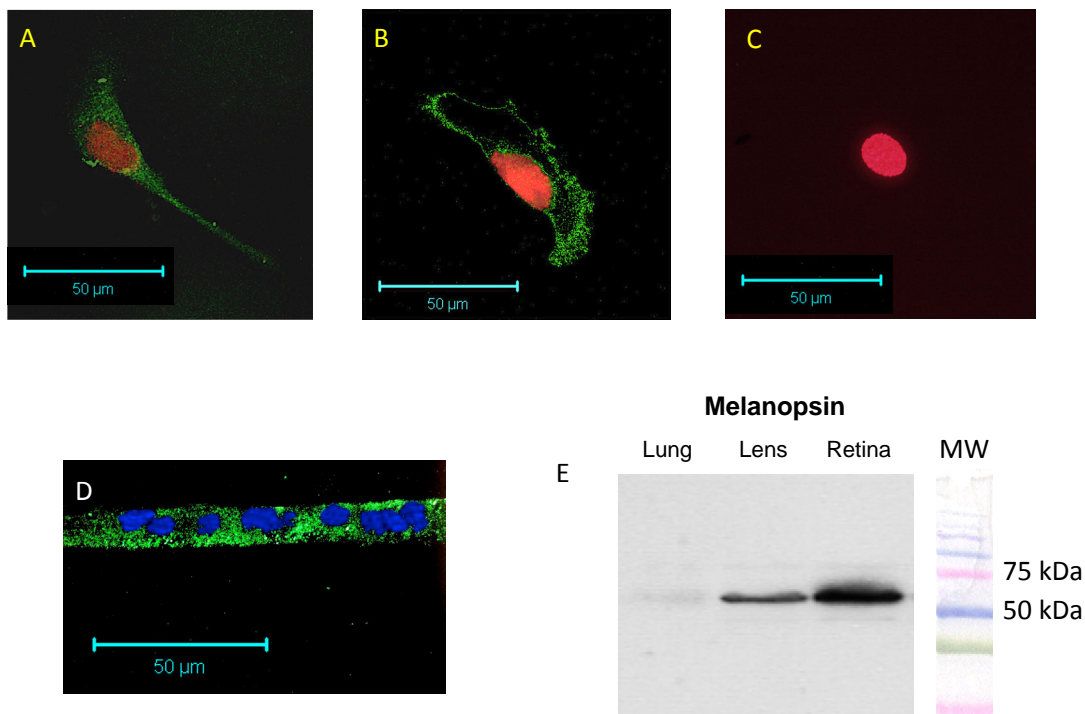 A
B
C
50 µm
50 µm
50 µm
Melanopsin
Lung Lens Retina MW
D
E
75 kDa
50 kDa
50 µm